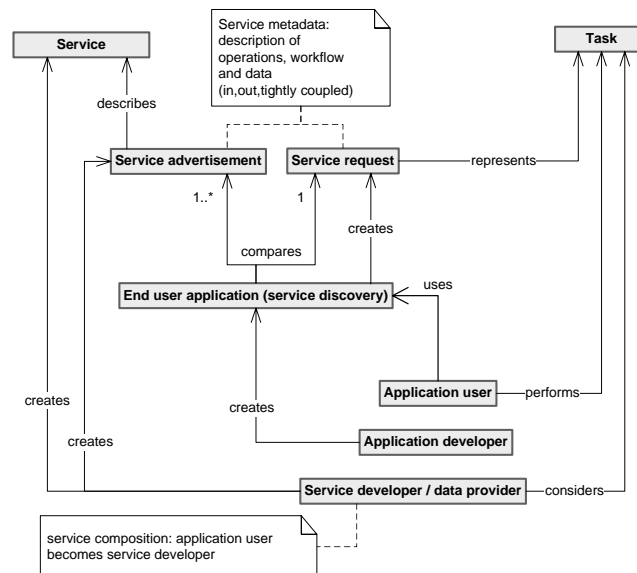 Service metadata:
description of
operations, workflow
and data
(in,out,tightly coupled)
Service
Task
describes
Service advertisement
Service request
represents
1..*
1
creates
compares
End user application (service discovery)
uses
Application user
performs
creates
creates
Application developer
creates
Service developer / data provider
considers
service composition: application user
becomes service developer